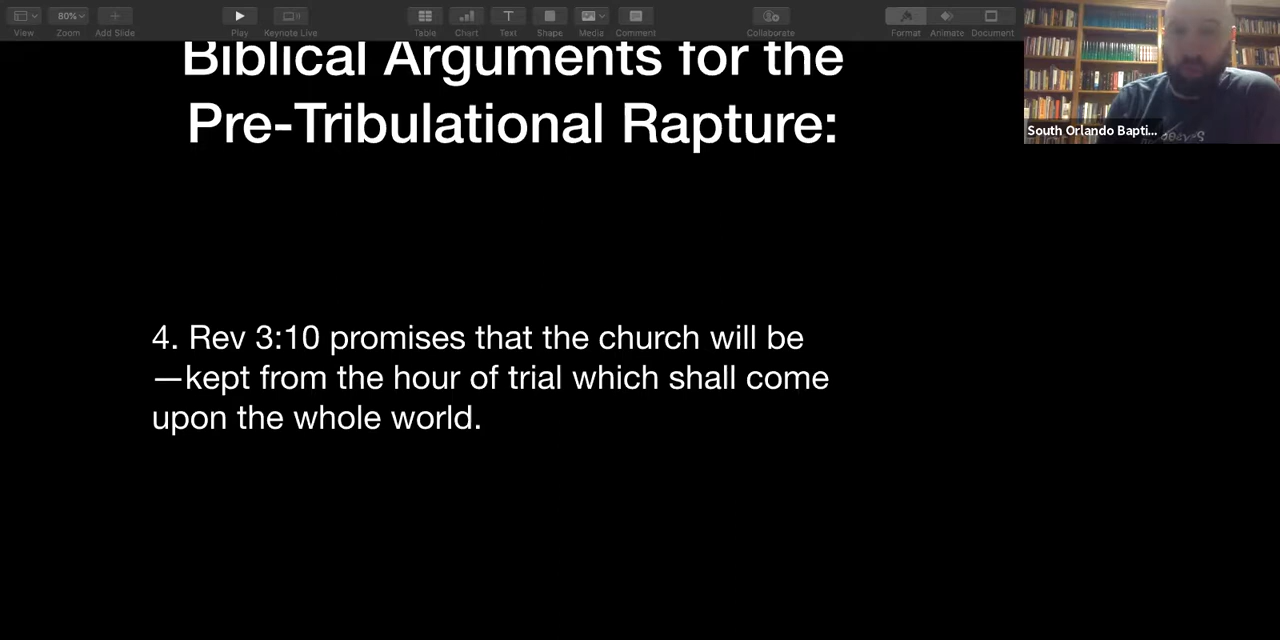 80%
View
Zoom
Add Slide
Play
Keynote Live
Table
Chart
Text
Shape
Media
Comment
Collaborate
Format
Animate
Document
Biblical Arguments for the
Pre-Tribulational Rapture:
South Orlando Bapti...
4. Rev 3:10 promises that the church will be
—kept from the hour of trial which shall come
upon the whole world.